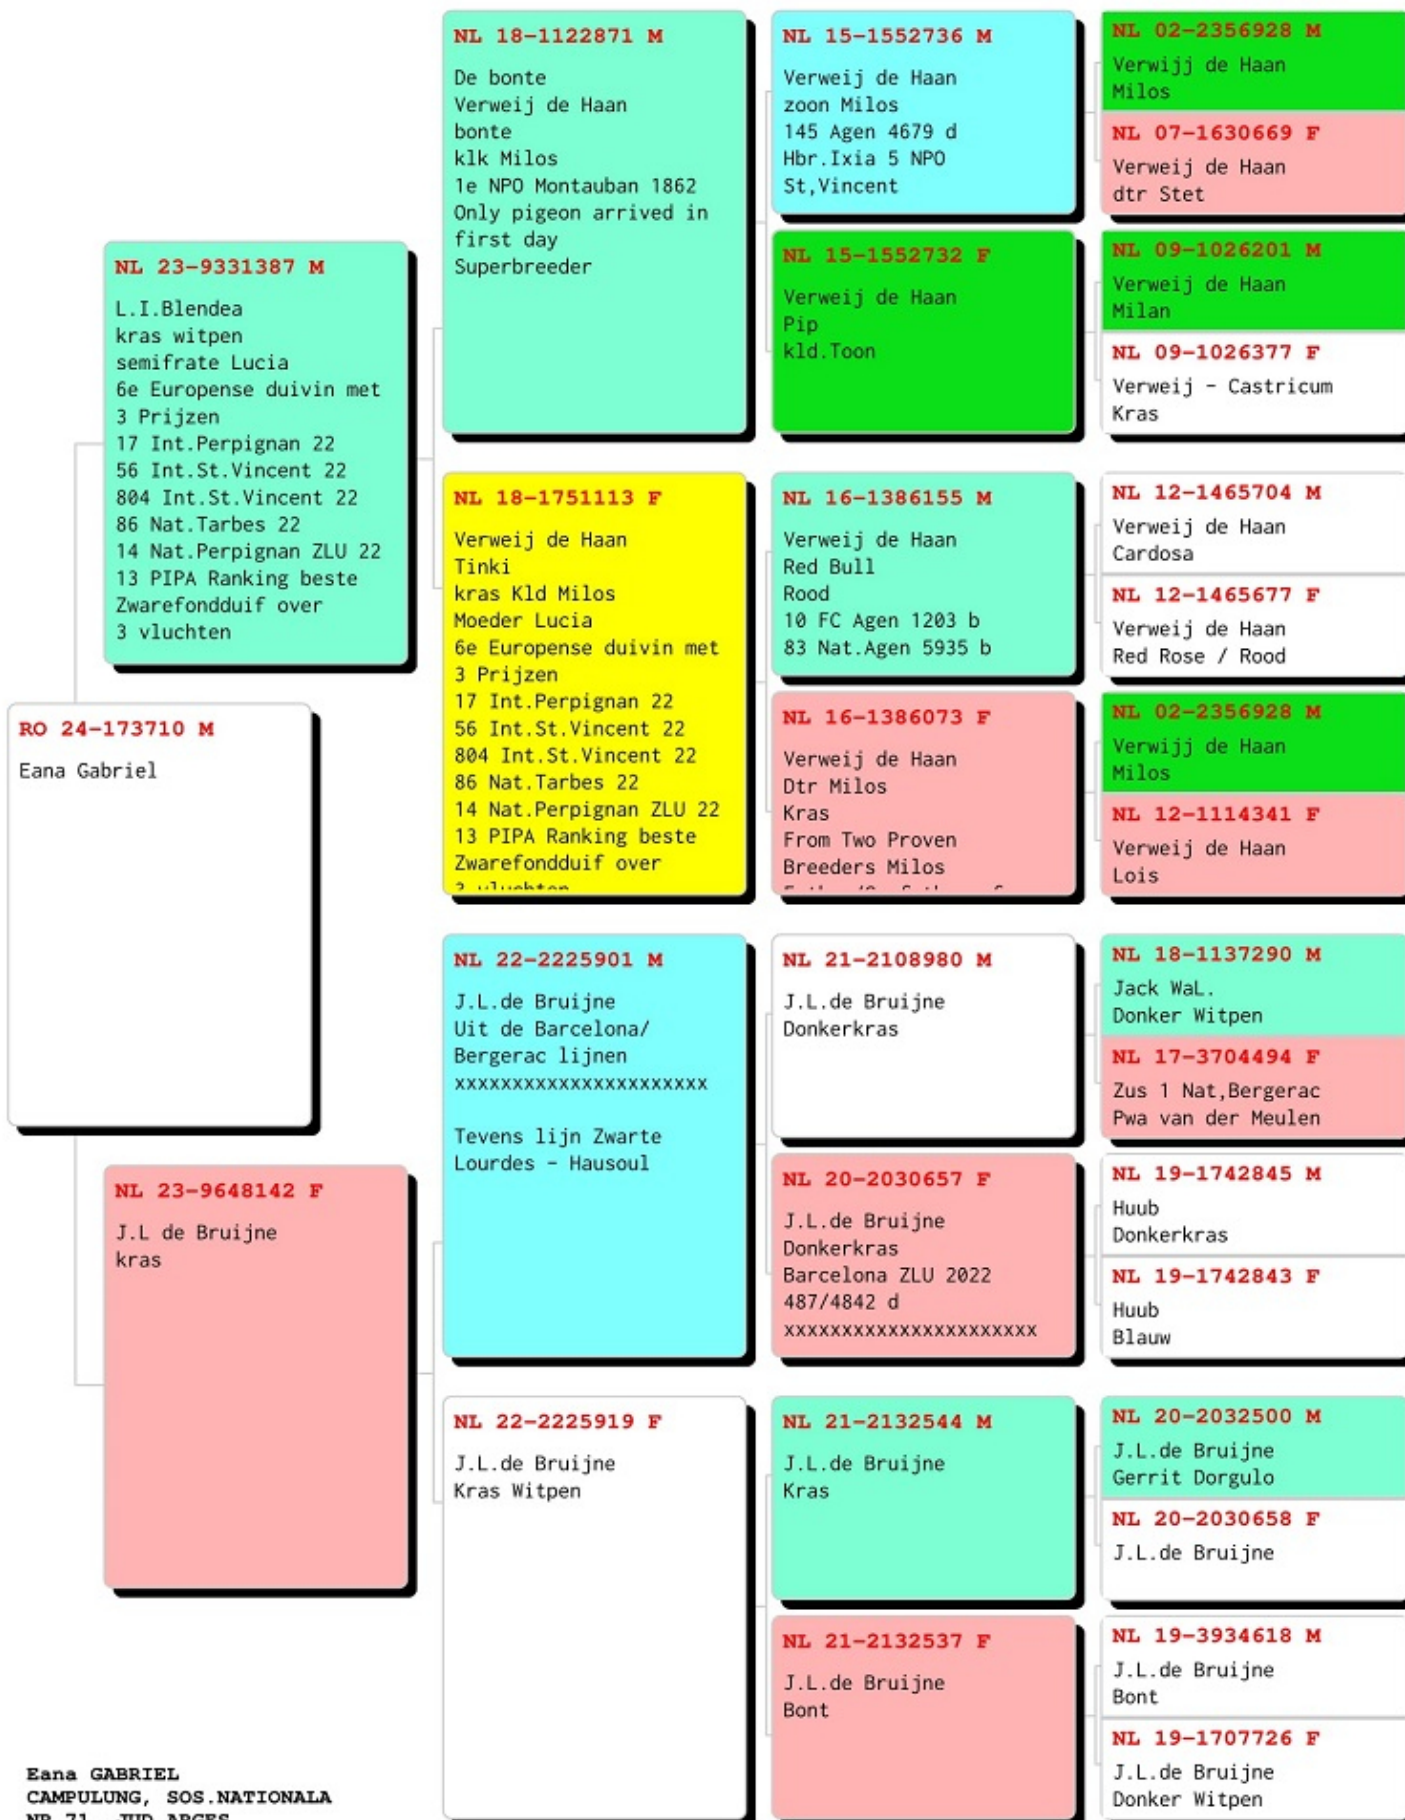 RO 24-173710 M
Eana Gabriel
NL 23-9331387 M
L.I.Blendea
kras witpen
semifrate Lucia
6e Europense duivin met
3 Prijzen
17 Int.Perpignan 22
56 Int.St.Vincent 22
804 Int.St.Vincent 22
86 Nat.Tarbes 22
14 Nat.Perpignan ZLU 22
13 PIPA Ranking beste
Zwarefondduif over
3 vluchten
NL 23-9648142 F
J.L de Bruijne
kras
NL 18-1122871 M
De bonte
Verweij de Haan
bonte
klk Milos
1e NPO Montauban 1862
Only pigeon arrived in
first day
Superbreeder
NL 18-1751113 F
Verweij de Haan
Tinki
kras Kld Milos
Moeder Lucia
6e Europense duivin met
3 Prijzen
17 Int.Perpignan 22
56 Int.St.Vincent 22
804 Int.St.Vincent 22
86 Nat.Tarbes 22
14 Nat.Perpignan ZLU 22
13 PIPA Ranking beste
Zwarefondduif over
3 vluchten
NL 22-2225901 M
J.L.de Bruijne
Uit de Barcelona/
Bergerac lijnen
xxxxxxxxxxxxxxxxxxxxxx
Tevens lijn Zwarte
Lourdes - Hausoul
NL 22-2225919 F
J.L.de Bruijne
Kras Witpen
NL 15-1552736 M
Verweij de Haan
zoon Milos
145 Agen 4679 d
Hbr.Ixia 5 NPO
St,Vincent
NL 15-1552732 F
Verweij de Haan
Pip
kld.Toon
NL 16-1386155 M
Verweij de Haan
Red Bull
Rood
10 FC Agen 1203 b
83 Nat.Agen 5935 b
NL 16-1386073 F
Verweij de Haan
Dtr Milos
Kras
From Two Proven
Breeders Milos
NL 21-2108980 M
J.L.de Bruijne
Donkerkras
NL 20-2030657 F
J.L.de Bruijne
Donkerkras
Barcelona ZLU 2022
487/4842 d
xxxxxxxxxxxxxxxxxxxxxx
NL 21-2132544 M
J.L.de Bruijne
Kras
NL 21-2132537 F
J.L.de Bruijne
Bont
NL 02-2356928 M
Verwijj de Haan
Milos
NL 07-1630669 F
Verweij de Haan
dtr Stet
NL 09-1026201 M
Verweij de Haan
Milan
NL 09-1026377 F
Verweij - Castricum
Kras
NL 12-1465704 M
Verweij de Haan
Cardosa
NL 12-1465677 F
Verweij de Haan
Red Rose / Rood
NL 02-2356928 M
Verwijj de Haan
Milos
NL 12-1114341 F
Verweij de Haan
Lois
NL 18-1137290 M
Jack WaL.
Donker Witpen
NL 17-3704494 F
Zus 1 Nat,Bergerac
Pwa van der Meulen
NL 19-1742845 M
Huub
Donkerkras
NL 19-1742843 F
Huub
Blauw
NL 20-2032500 M
J.L.de Bruijne
Gerrit Dorgulo
NL 20-2030658 F
J.L.de Bruijne
NL 19-3934618 M
J.L.de Bruijne
Bont
NL 19-1707726 F
J.L.de Bruijne
Donker Witpen
Eana GABRIEL
CAMPULUNG, SOS.NATIONALA
NR 71, JUD ARGES